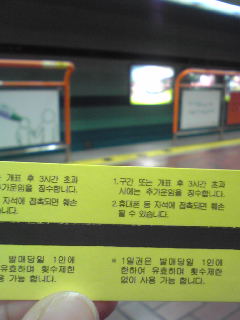 개표 후 3시간 초과
추가운임을 징수합니다.
자석에 접촉되면 훼손
1.구간 또는 개표 후 3시간 초과
시에는 추가운임을 징수합니다.
2.휴대폰 등 자석에 접촉되면 훼손
될 수 있습니다.
발매당일 1인에
유효하며 횟수제한
사용 가능 합니다.
※ 1일권은 발매당일 1인에
한하여 유효하며 횟수제한
없이 사용 가능 합니다.